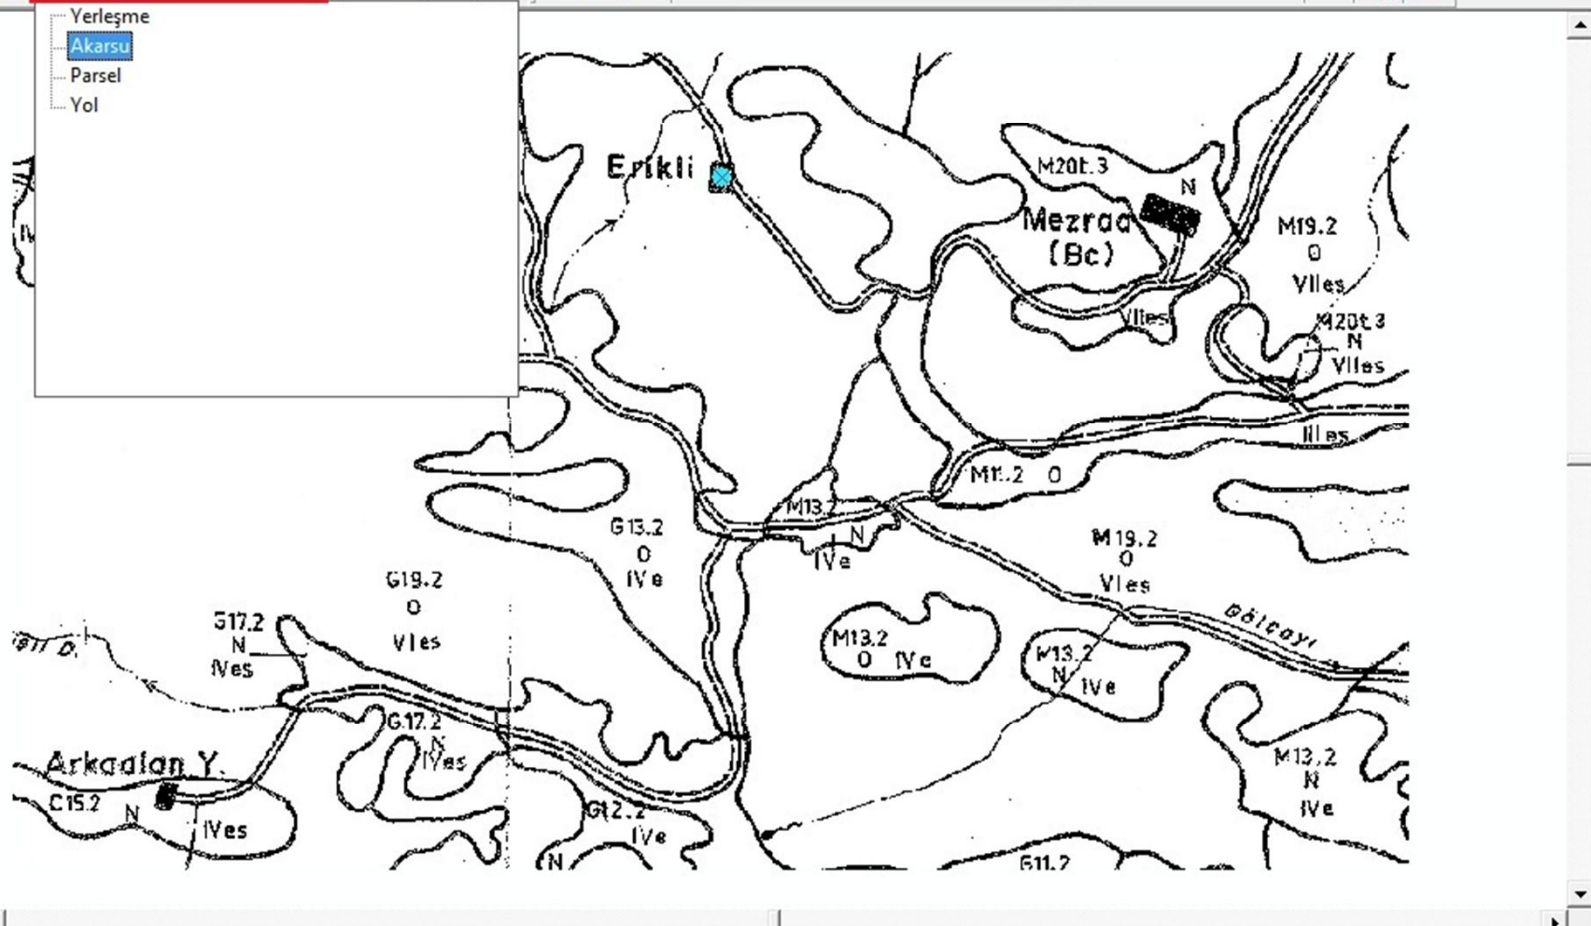 Yerleşme
Akarsu
Parsel
Yol
Erikli
M20t.3
N
Mezraa
(Bc)
M19.2
O
VIIes
VIIes
M20t.3
N
VIIes
IIIes
M11.2 O
M13.
N
IVe
G13.2
O
IVe
M19.2
O
VIes
G19.2
O
VIes
Gölçayı
G17.2
N
IVes
M13.2
O IVe
M13.2
N IVe
G17.2
N
IVes
M13.2
N
IVe
Arkaalan Y.
C15.2
N
IVes
G12.2
IVe
N
G11.2